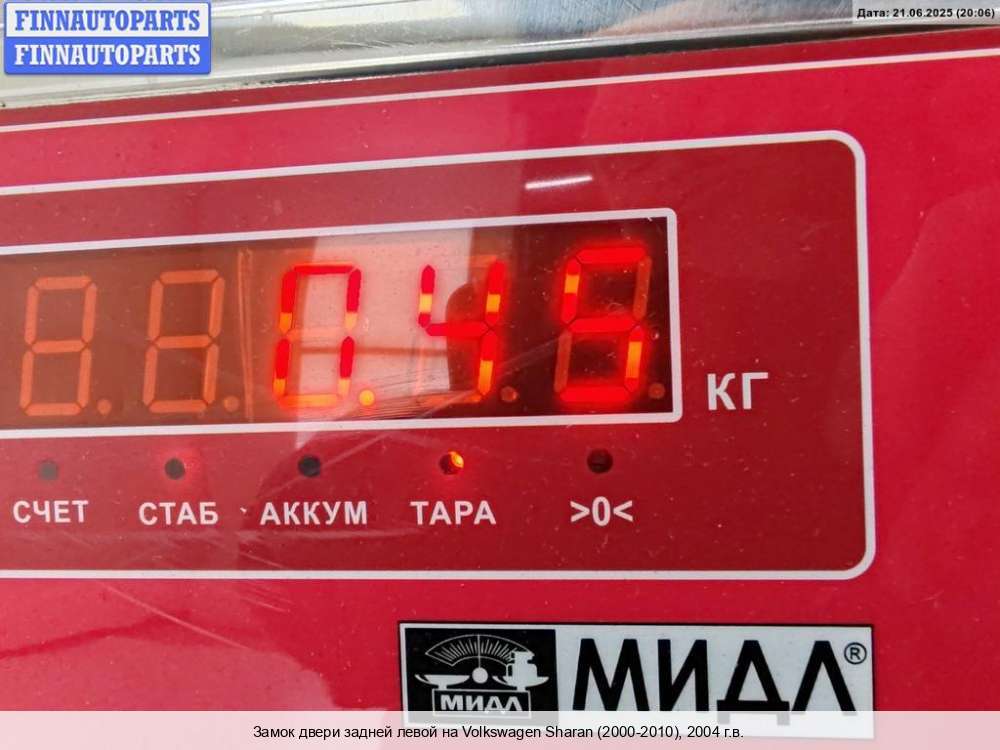 FINNAUTOPARTS
FINNAUTOPARTS
Дата: 21.06.2025 (20:06)
0.45
КГ
СЧЕТ СТАБ АККУМ ТАРА >0<
МИДЛ
МИДЛ®
Замок двери задней левой на Volkswagen Sharan (2000-2010), 2004 г.в.